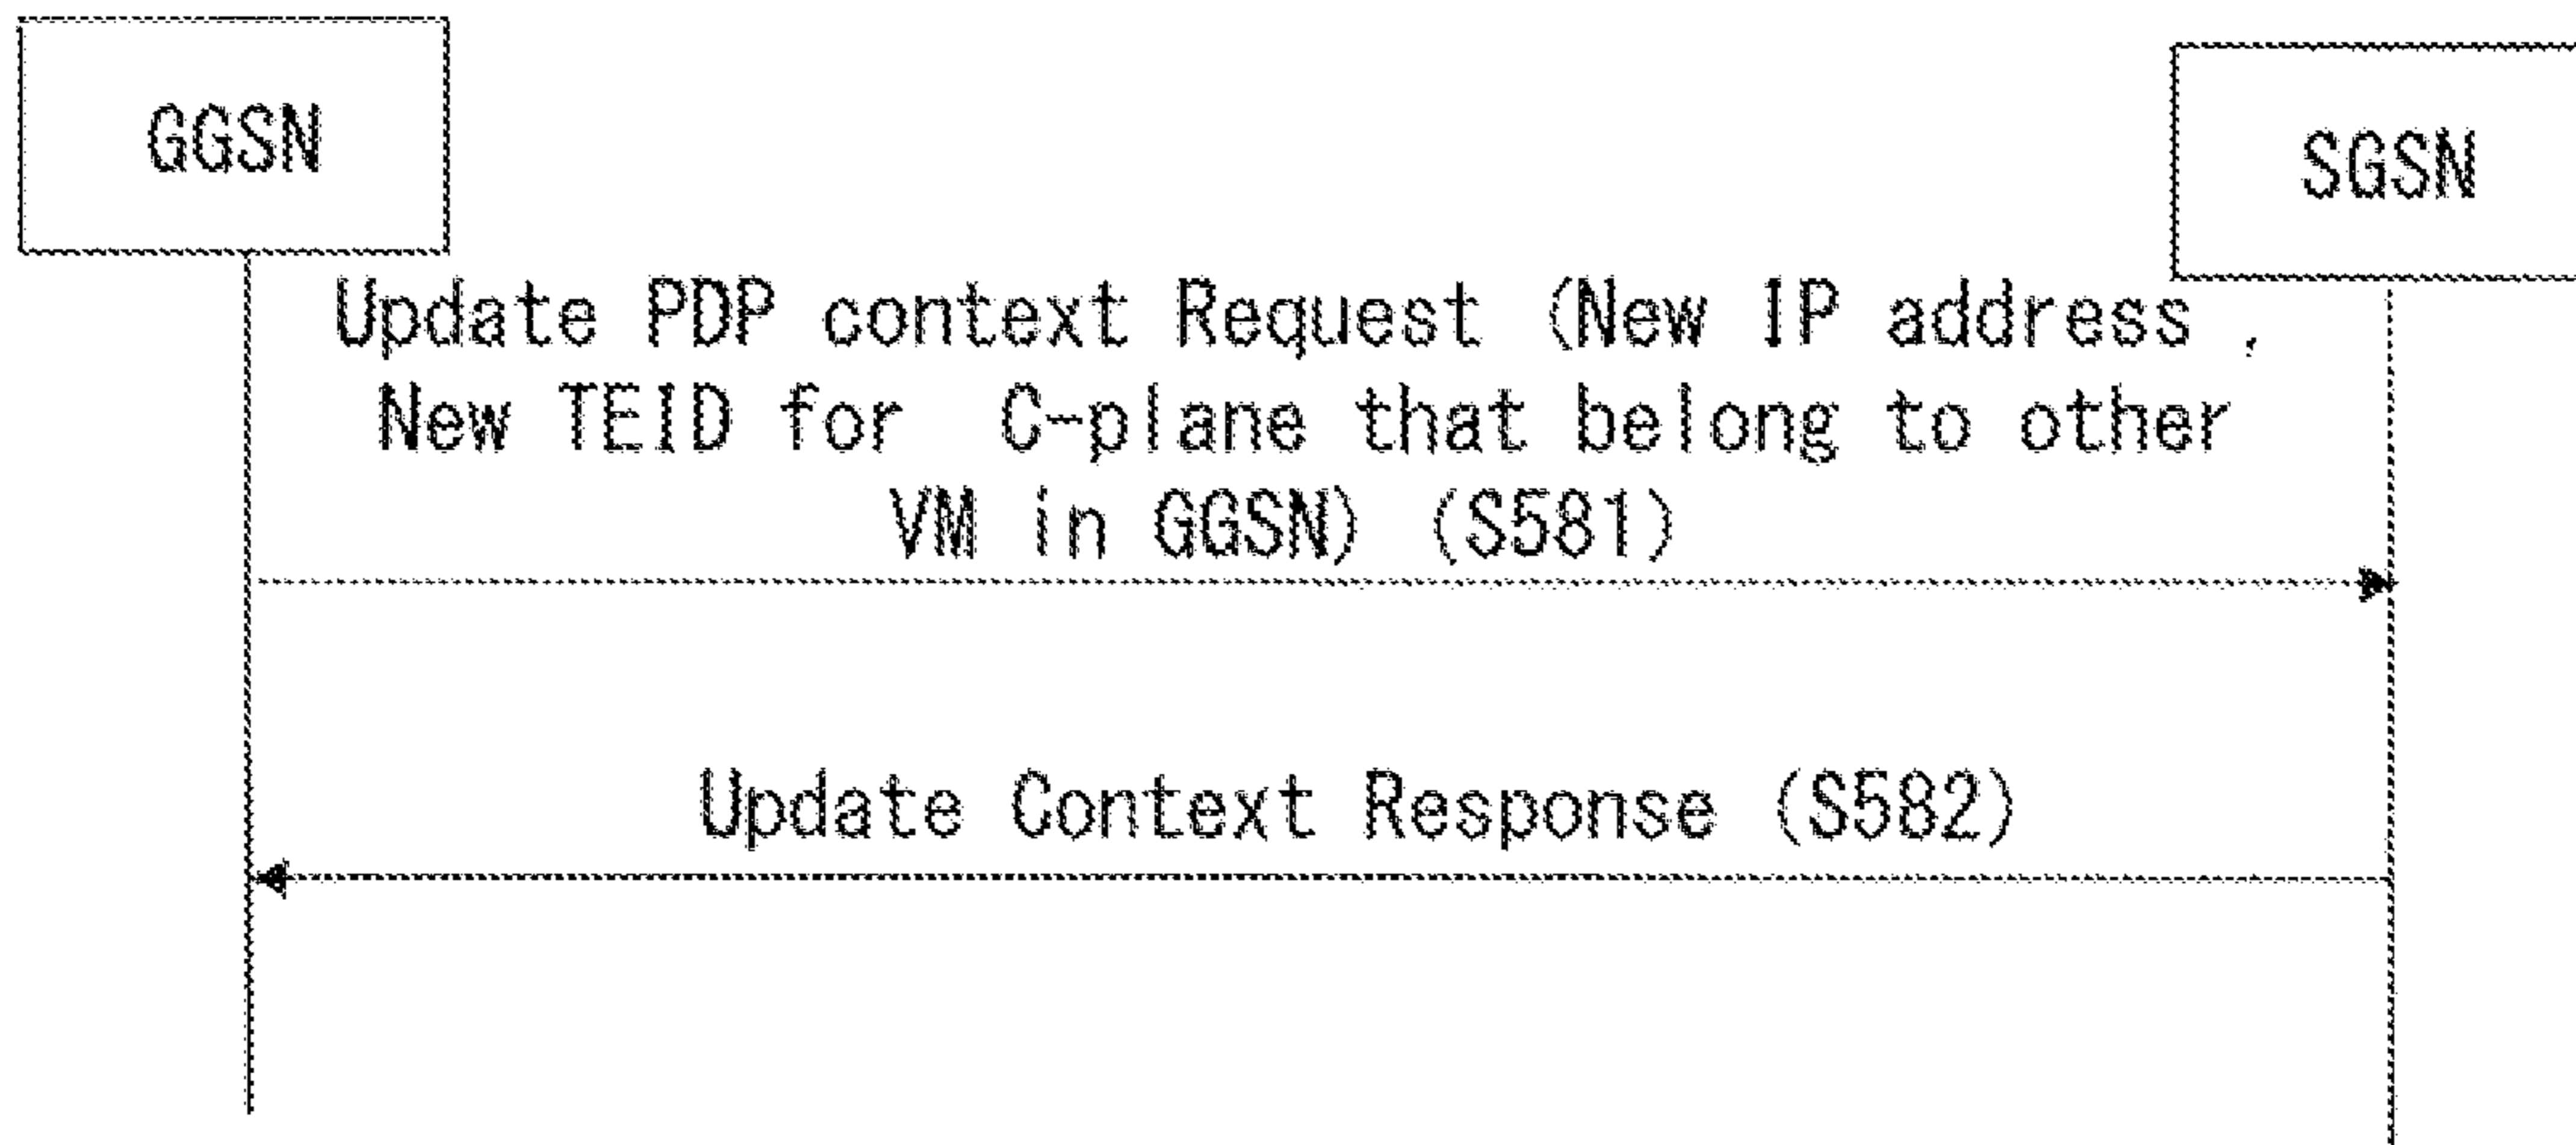 GGSN
SGSN
Update PDP context Request (New IP address ,
New TEID for C-plane that belong to other
VM in GGSN) (S581)
Update Context Response (S582)